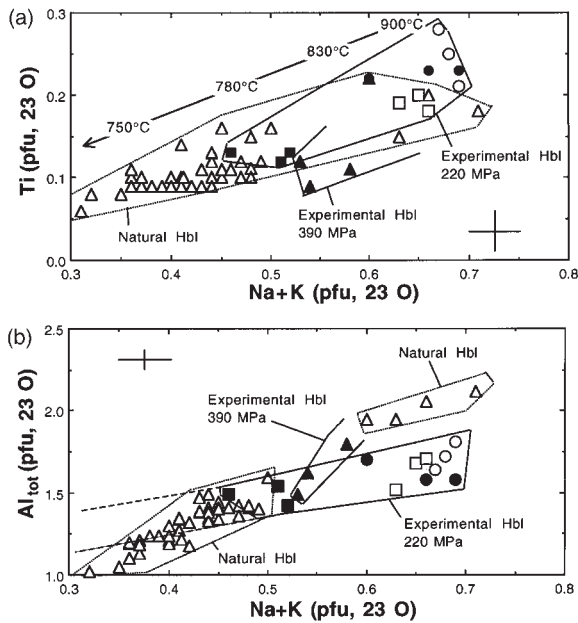 (a)
0.3
0.2
0.1
0.0
Ti (pfu, 23 O)
900°C
830°C
780°C
750°C
Experimental Hbl
220 MPa
Experimental Hbl
390 MPa
Natural Hbl
0.3 0.4 0.5 0.6 0.7 0.8
Na+K (pfu, 23 O)
(b)
2.5
2.0
1.5
1.0
Al tot (pfu, 23 O)
Natural Hbl
Experimental Hbl
390 MPa
Experimental Hbl
220 MPa
Natural Hbl
0.3 0.4 0.5 0.6 0.7 0.8
Na+K (pfu, 23 O)